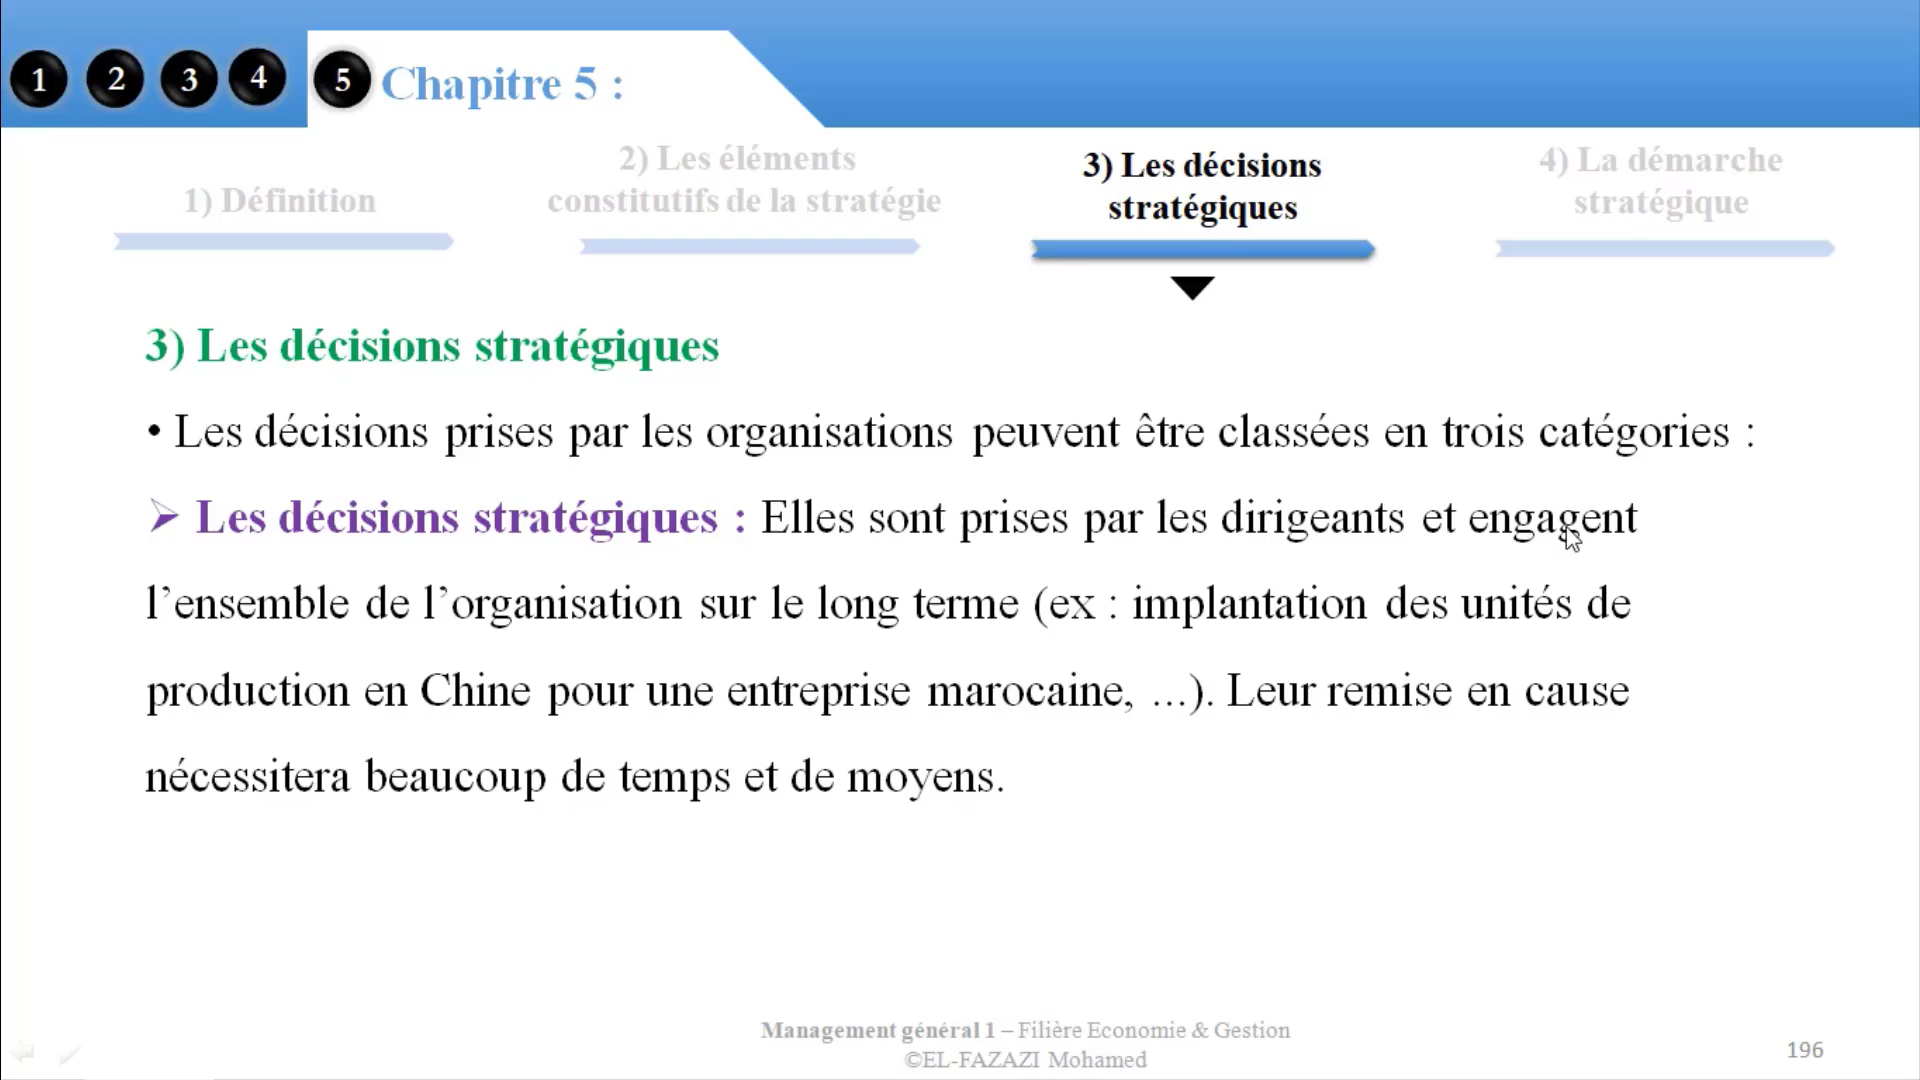 1 2 3 4 5 Chapitre 5 :
1) Définition
2) Les éléments
constitutifs de la stratégie
3) Les décisions
stratégiques
4) La démarche
stratégique
3) Les décisions stratégiques
• Les décisions prises par les organisations peuvent être classées en trois catégories :
➢ Les décisions stratégiques : Elles sont prises par les dirigeants et engagent
l’ensemble de l’organisation sur le long terme (ex : implantation des unités de
production en Chine pour une entreprise marocaine, ...). Leur remise en cause
nécessitera beaucoup de temps et de moyens.
Management général 1 – Filière Economie & Gestion
©EL-FAZAZI Mohamed
196